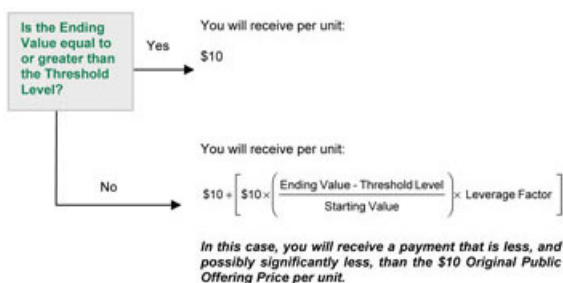 Is the Ending
Value equal to
or greater than
the Threshold
Level?
Yes
You will receive per unit:
$10
No
You will receive per unit:
$10 + [ $10 × ( Ending Value - Threshold Level / Starting Value ) × Leverage Factor ]
In this case, you will receive a payment that is less, and
possibly significantly less, than the $10 Original Public
Offering Price per unit.